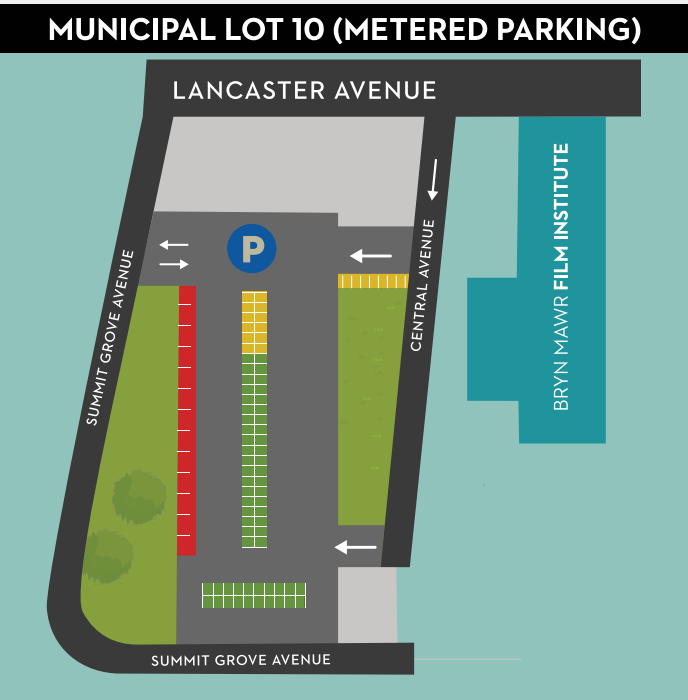 MUNICIPAL LOT 10 (METERED PARKING)
LANCASTER AVENUE
P
SUMMIT GROVE AVENUE
CENTRAL AVENUE
BRYN MAWR FILM INSTITUTE
SUMMIT GROVE AVENUE